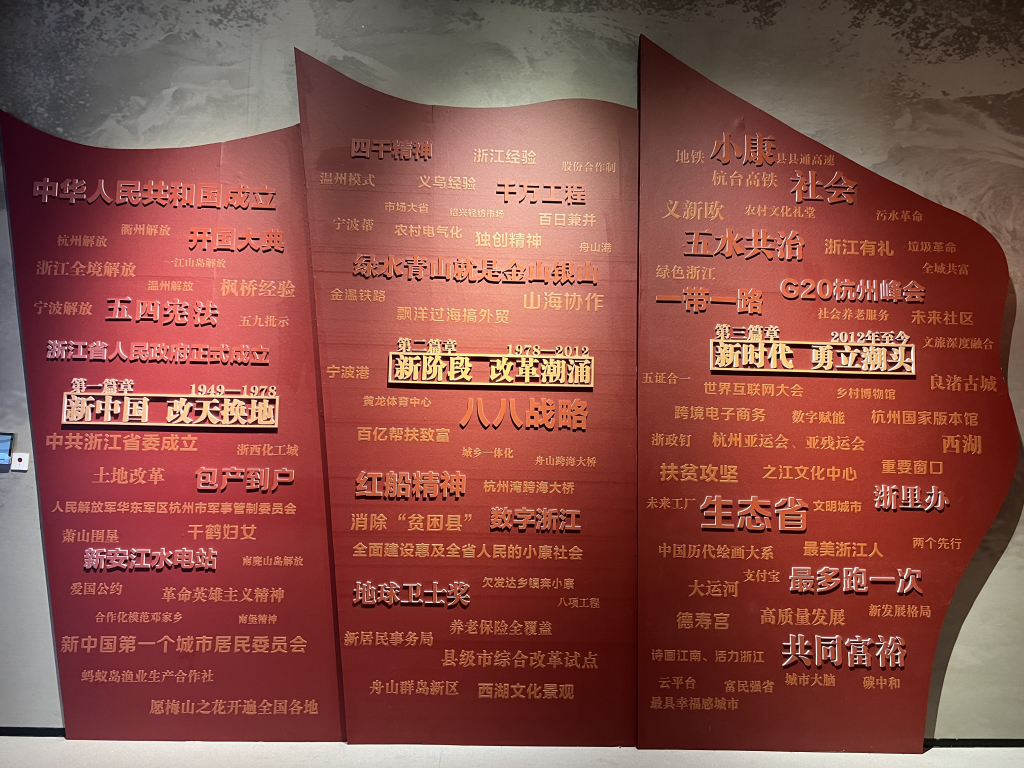 中华人民共和国成立
衢州解放
杭州解放
开国大典
浙江全境解放
一江山岛解放
温州解放
枫桥经验
宁波解放
五四宪法
五九批示
浙江省人民政府正式成立
第一篇章 1949—1978
新中国 改天换地
中共浙江省委成立
浙西化工城
土地改革
包产到户
人民解放军华东军区杭州市军事管制委员会
萧山围垦
千鹤妇女
新安江水电站
南麂山岛解放
爱国公约
革命英雄主义精神
合作化模范邓家乡
南堡精神
新中国第一个城市居民委员会
蚂蚁岛渔业生产合作社
愿梅山之花开遍全国各地
四千精神
浙江经验
股份合作制
温州模式
义乌经验
千万工程
市场大省
绍兴轻纺市场
百日兼并
宁波帮
农村电气化
独创精神
舟山港
绿水青山就是金山银山
金温铁路
山海协作
飘洋过海搞外贸
第二篇章 1978—2012
新阶段 改革潮涌
宁波港
黄龙体育中心
八八战略
百亿帮扶致富
城乡一体化
舟山跨海大桥
红船精神
杭州湾跨海大桥
消除“贫困县”
数字浙江
全面建设惠及全省人民的小康社会
地球卫士奖
欠发达乡镇奔小康
八项工程
养老保险全覆盖
新居民事务局
县级市综合改革试点
舟山群岛新区
西湖文化景观
地铁
小康
县县通高速
杭台高铁
社会
义新欧
农村文化礼堂
污水革命
五水共治
浙江有礼
垃圾革命
绿色浙江
全域共富
一带一路
G20杭州峰会
社会养老服务
未来社区
第三篇章 2012年至今
新时代 勇立潮头
文旅深度融合
五证合一
世界互联网大会
乡村博物馆
良渚古城
跨境电子商务
数字赋能
杭州国家版本馆
浙政钉
杭州亚运会、亚残运会
西湖
扶贫攻坚
之江文化中心
重要窗口
未来工厂
生态省
文明城市
浙里办
中国历代绘画大系
最美浙江人
两个先行
大运河
支付宝
最多跑一次
德寿宫
高质量发展
新发展格局
诗画江南、活力浙江
共同富裕
云平台
富民强省
城市大脑
碳中和
最具幸福感城市